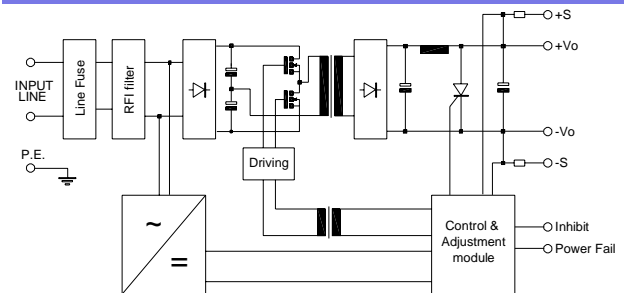 +S
+Vo
INPUT
LINE
Line Fuse
RFI filter
-Vo
P.E.
-S
Driving
~
=
Control &
Adjustment
module
Inhibit
Power Fail